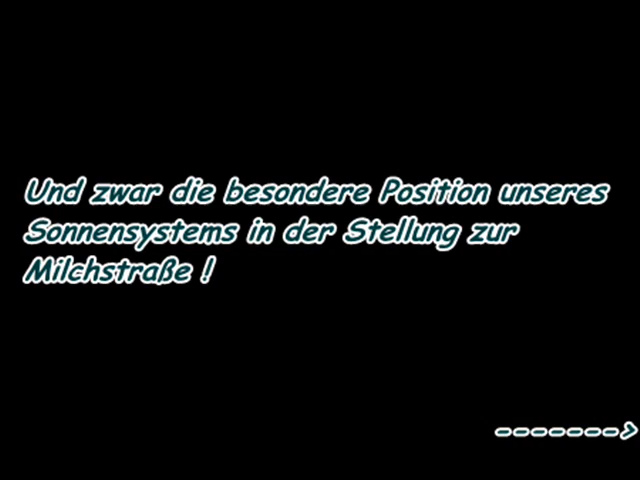 Und zwar die besondere Position unseres
Sonnensystems in der Stellung zur
Milchstraße !
------->